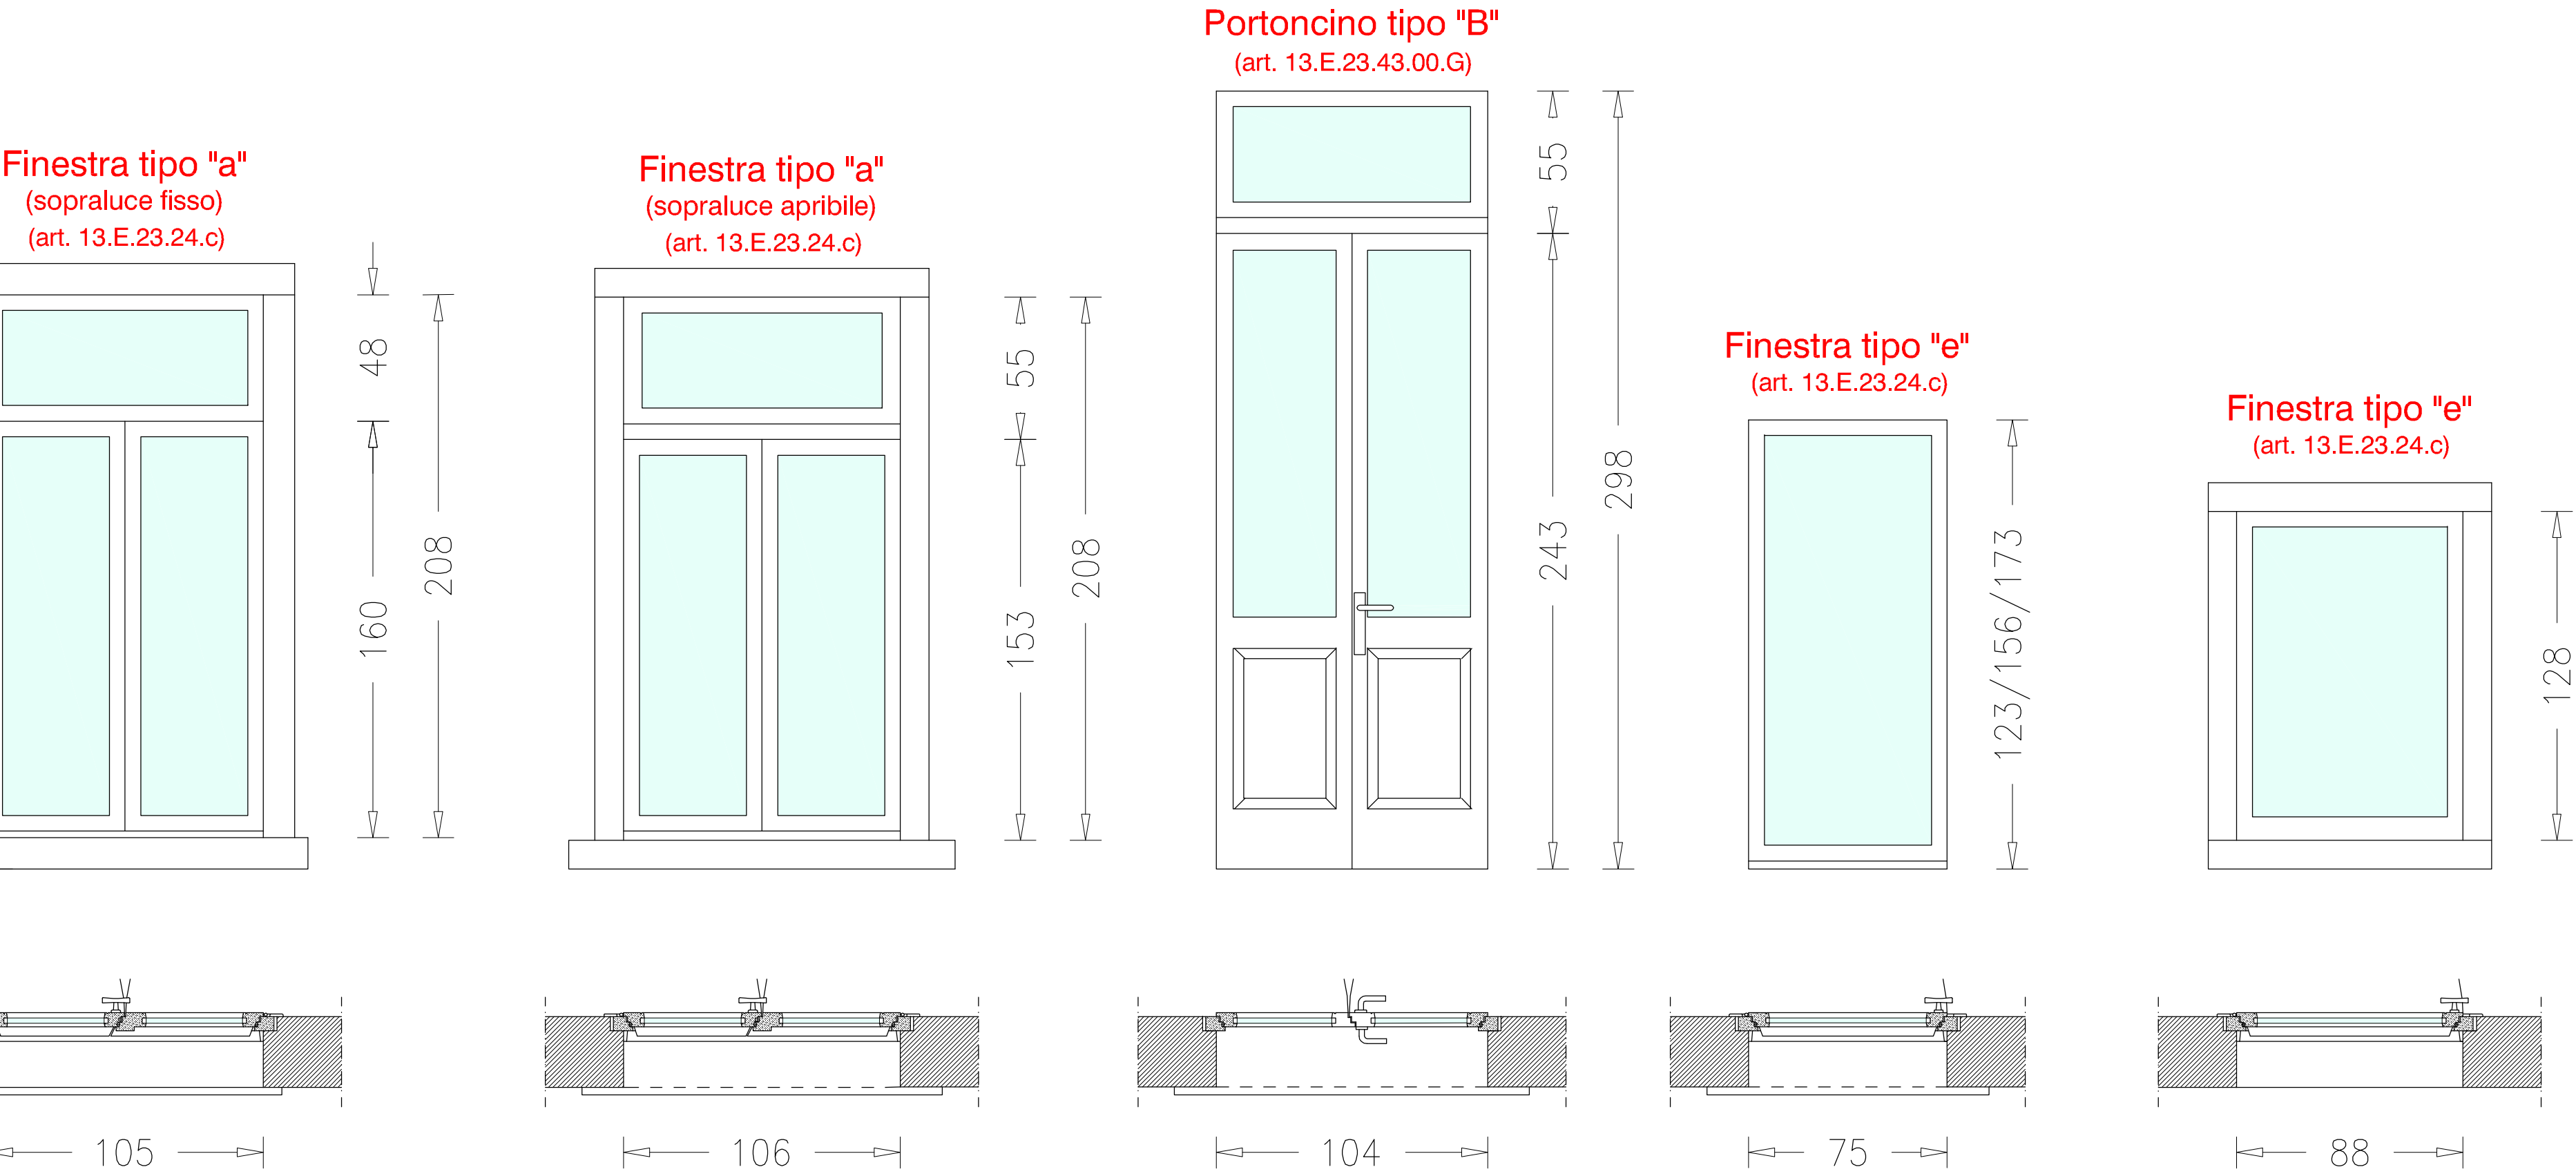 Portoncino tipo "B"
(art. 13.E.23.43.00.G)
Finestra tipo "a"
(sopraluce fisso)
(art. 13.E.23.24.c)
Finestra tipo "a"
(sopraluce apribile)
(art. 13.E.23.24.c)
Finestra tipo "e"
(art. 13.E.23.24.c)
Finestra tipo "e"
(art. 13.E.23.24.c)
48
160
208
55
153
208
55
243
298
123/156/173
128
105
106
104
75
88